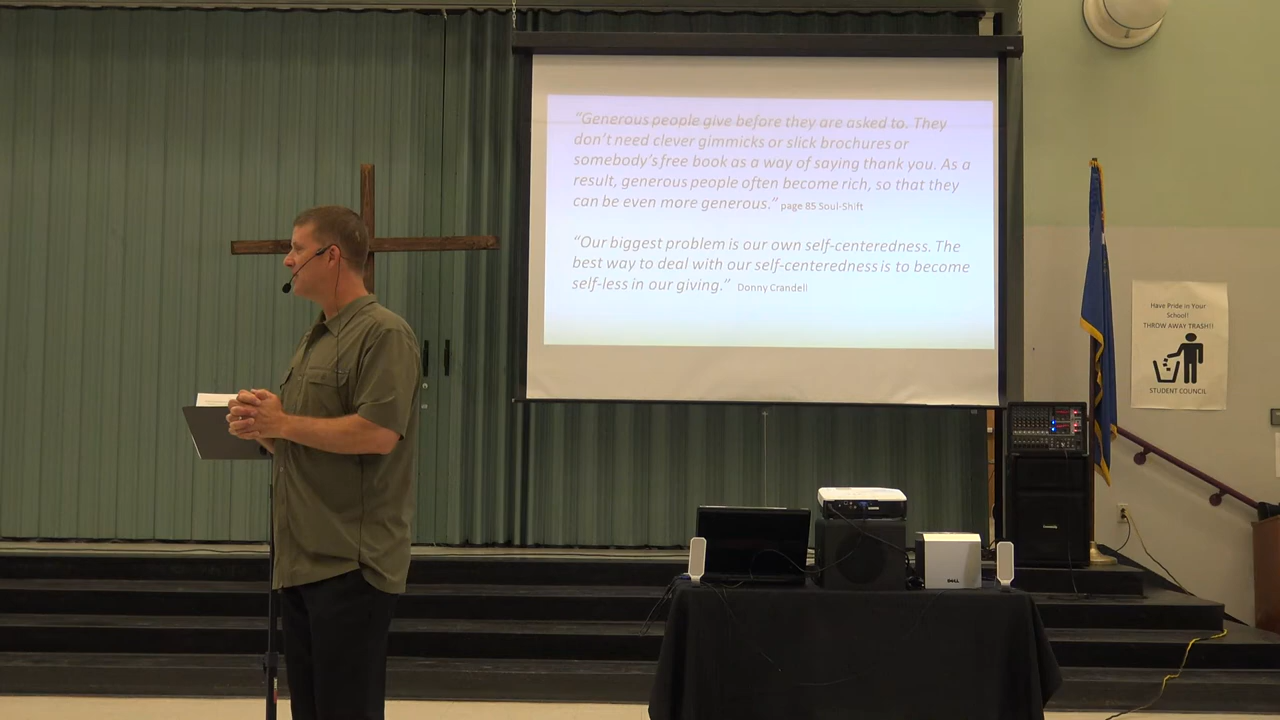 “Generous people give before they are asked to. They
don’t need clever gimmicks or slick brochures or
somebody’s free book as a way of saying thank you. As a
result, generous people often become rich, so that they
can be even more generous.” page 85 Soul-Shift
“Our biggest problem is our own self-centeredness. The
best way to deal with our self-centeredness is to become
self-less in our giving.” Donny Crandell
Have Pride in Your
School!
THROW AWAY TRASH!!!
STUDENT COUNCIL
DELL